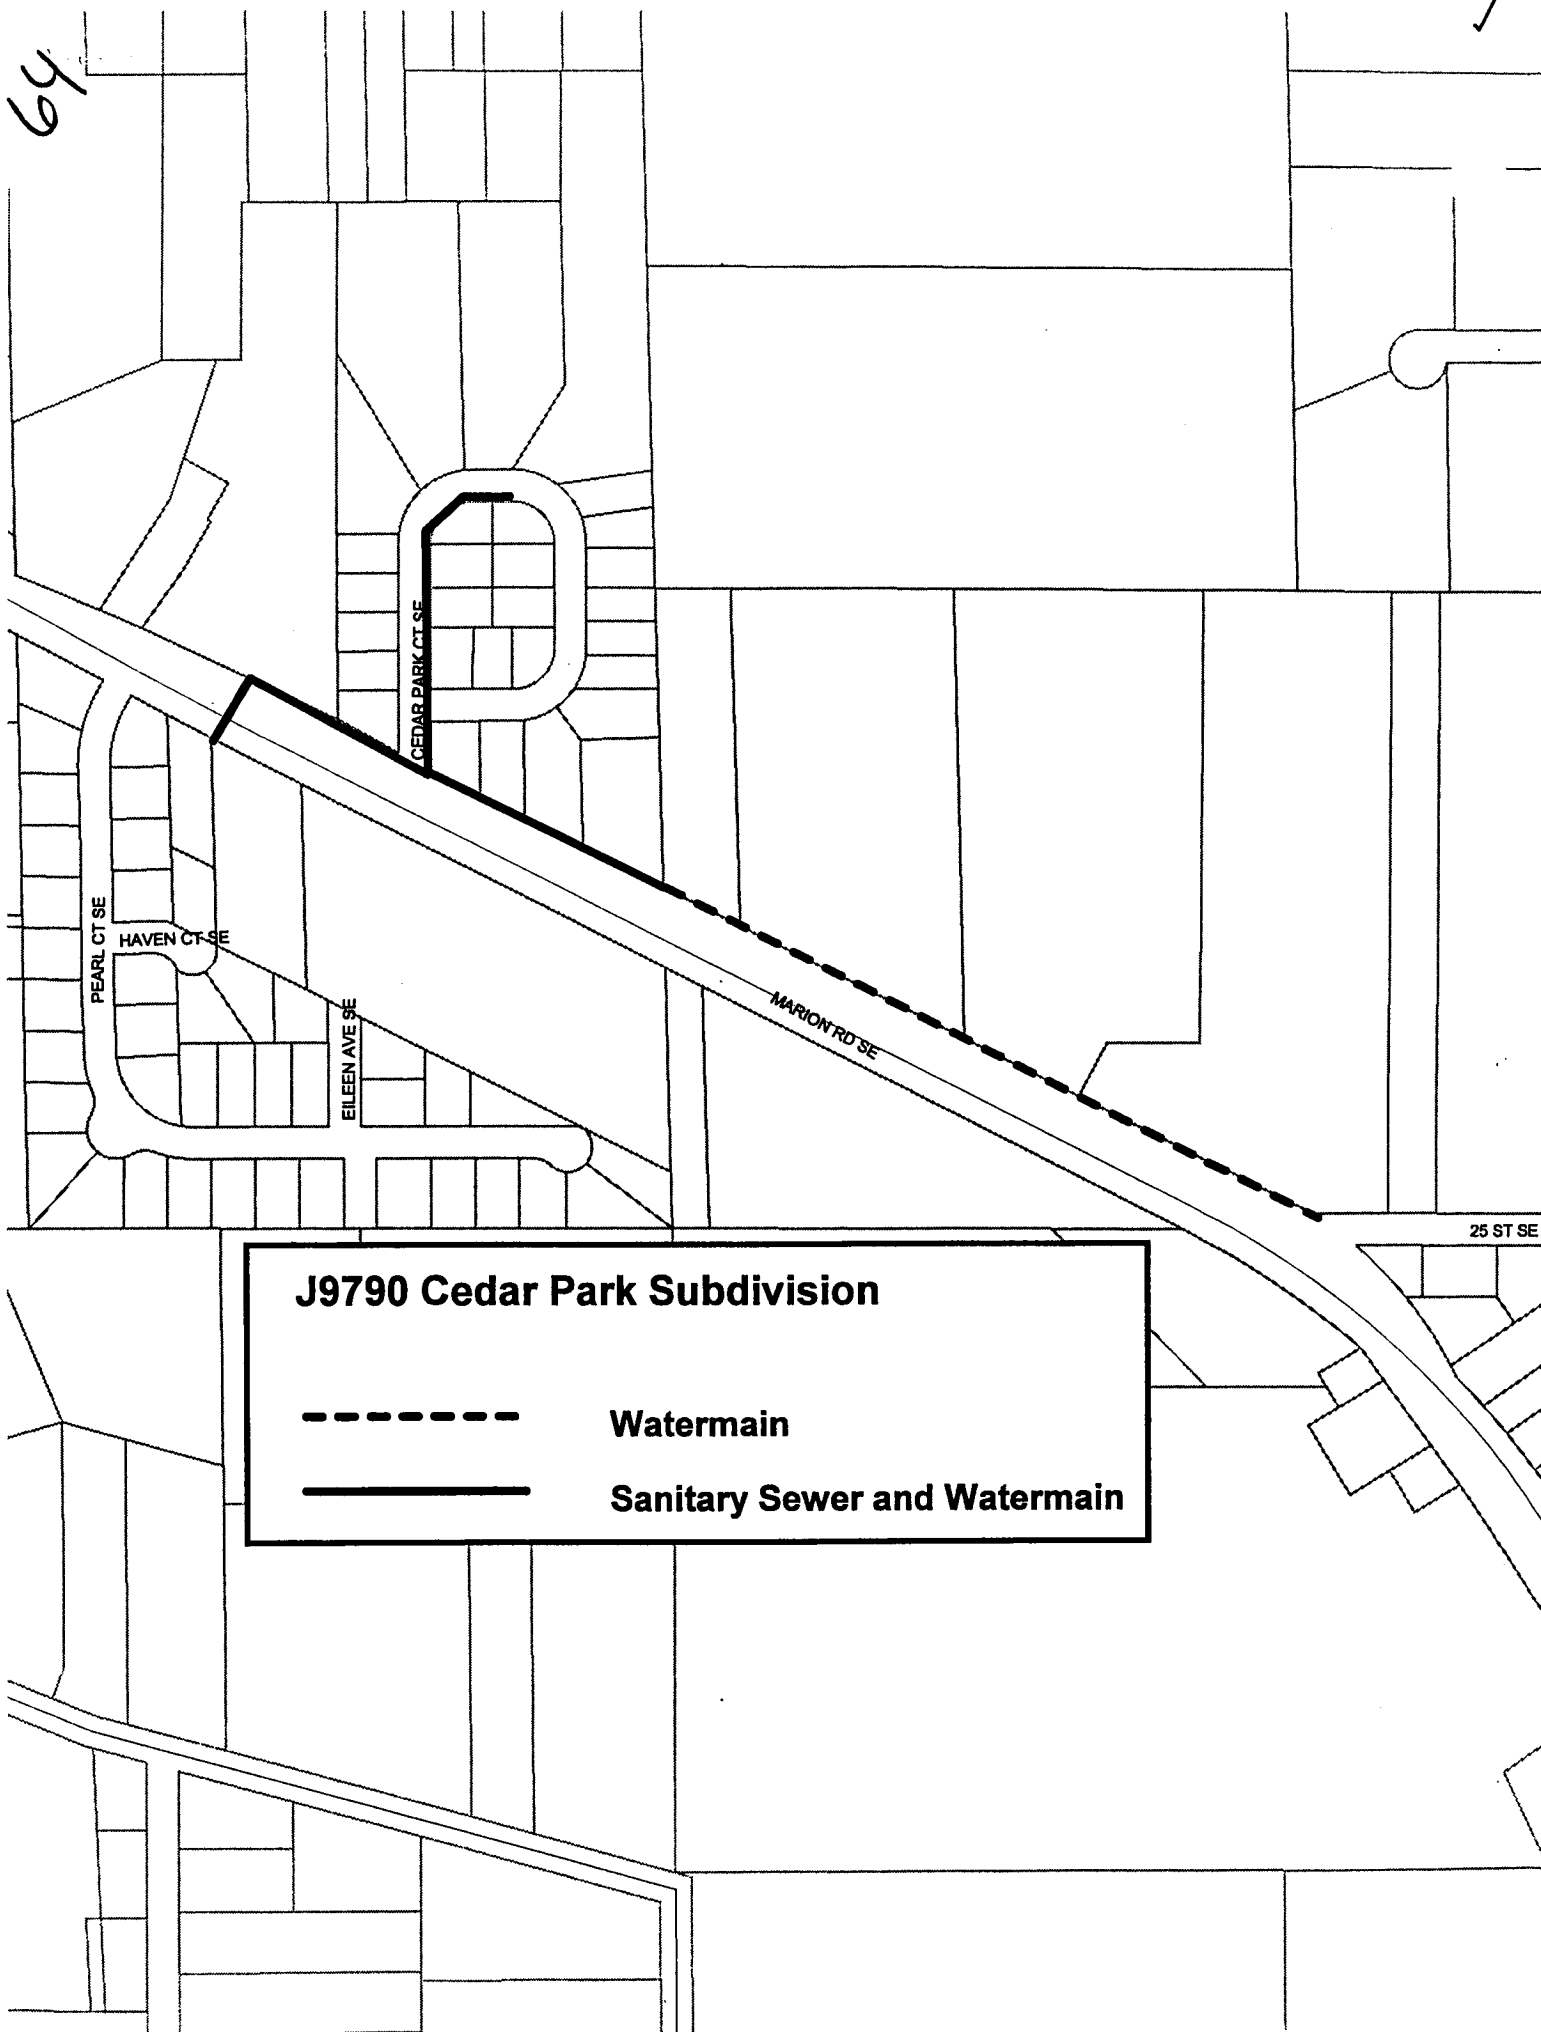 64
CEDAR PARK CT SE
PEARL CT SE
HAVEN CT SE
EILEEN AVE SE
MARION RD SE
25 ST SE
J9790 Cedar Park Subdivision
Watermain
Sanitary Sewer and Watermain